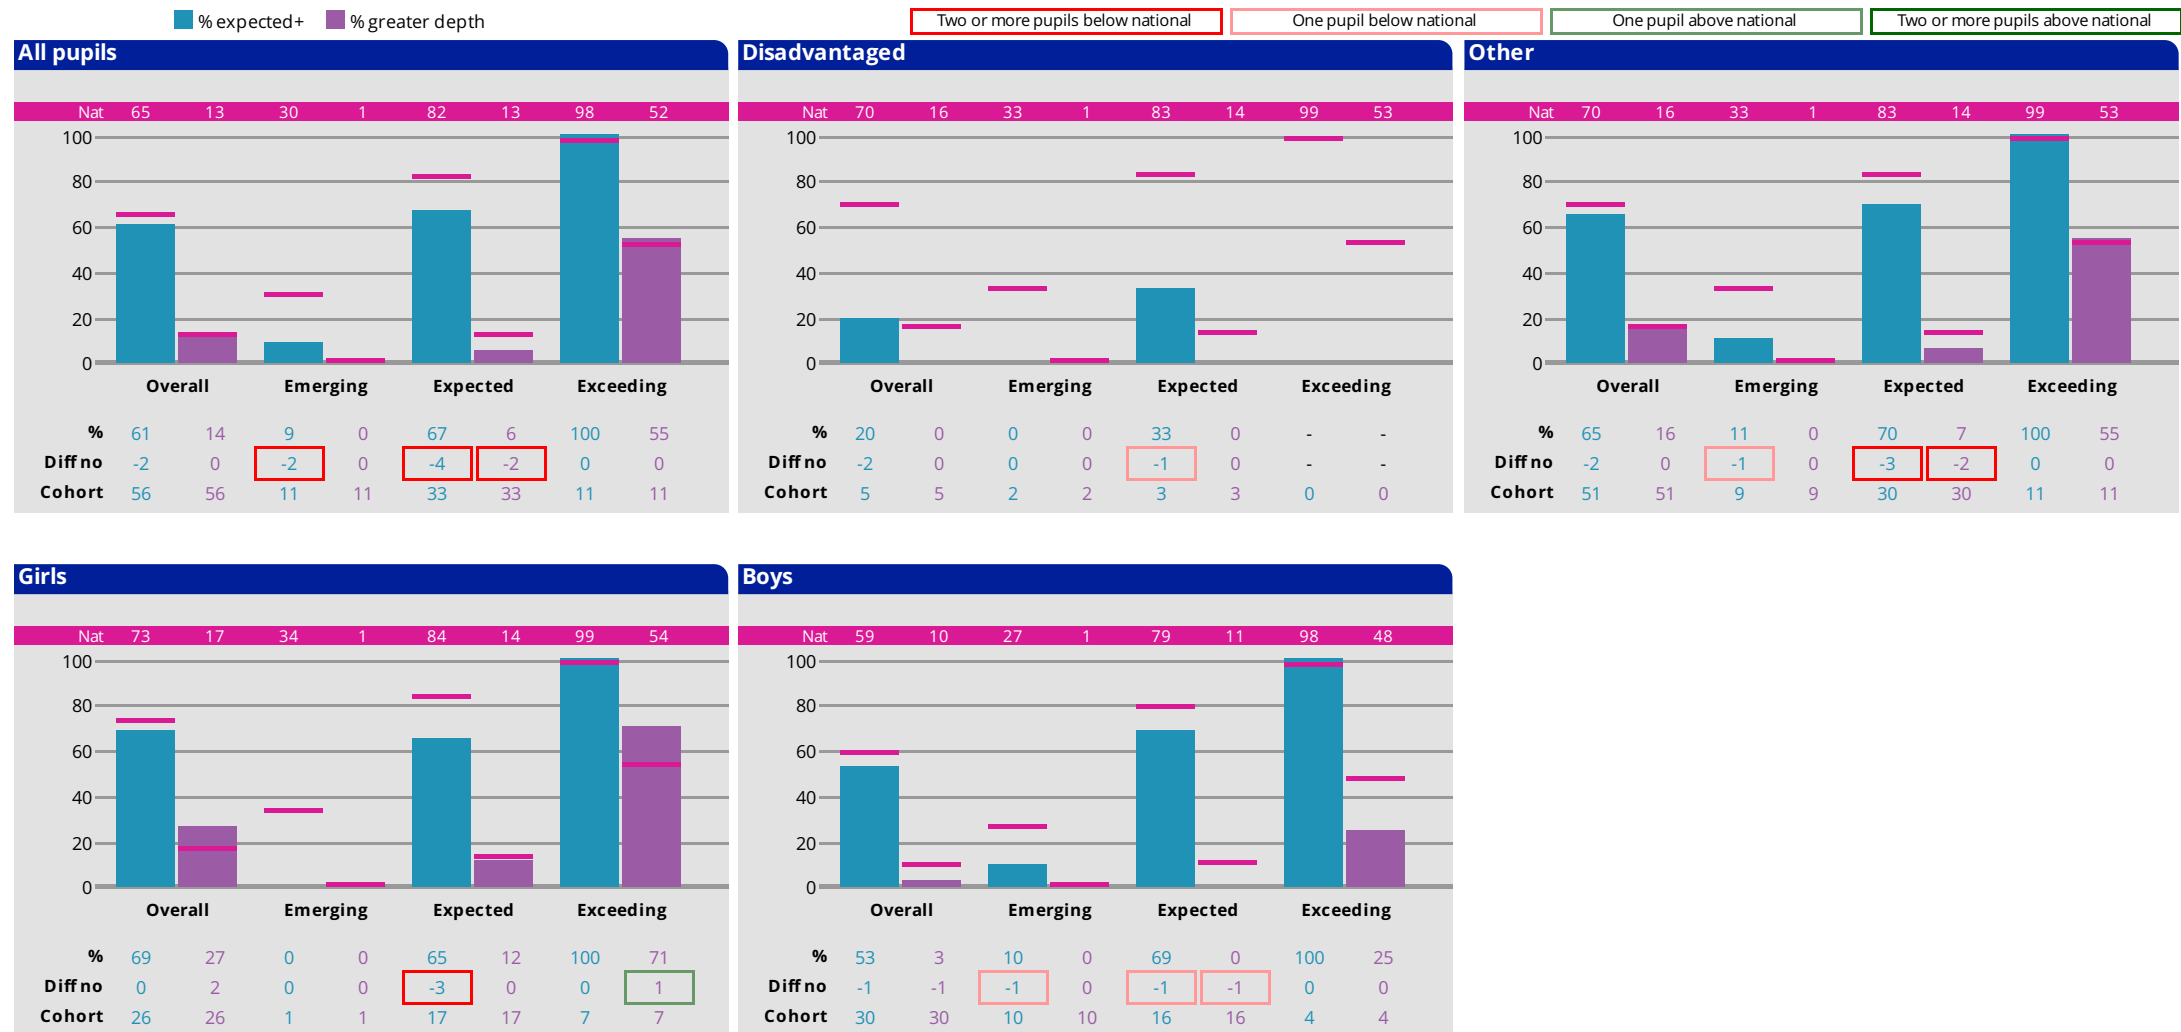 % expected+ % greater depth Two or more pupils below national One pupil below national One pupil above national Two or more pupils above national
All pupils
Nat 65 13 30 1 82 13 98 52
100
80
60
40
20
0
Overall Emerging Expected Exceeding
% 61 14 9 0 67 6 100 55
Diff no -2 0 -2 0 -4 -2 0 0
Cohort 56 56 11 11 33 33 11 11
Disadvantaged
Nat 70 16 33 1 83 14 99 53
100
80
60
40
20
0
Overall Emerging Expected Exceeding
% 20 0 0 0 33 0 - -
Diff no -2 0 0 0 -1 0 - -
Cohort 5 5 2 2 3 3 0 0
Other
Nat 70 16 33 1 83 14 99 53
100
80
60
40
20
0
Overall Emerging Expected Exceeding
% 65 16 11 0 70 7 100 55
Diff no -2 0 -1 0 -3 -2 0 0
Cohort 51 51 9 9 30 30 11 11
Girls
Nat 73 17 34 1 84 14 99 54
100
80
60
40
20
0
Overall Emerging Expected Exceeding
% 69 27 0 0 65 12 100 71
Diff no 0 2 0 0 -3 0 0 1
Cohort 26 26 1 1 17 17 7 7
Boys
Nat 59 10 27 1 79 11 98 48
100
80
60
40
20
0
Overall Emerging Expected Exceeding
% 53 3 10 0 69 0 100 25
Diff no -1 -1 -1 0 -1 -1 0 0
Cohort 30 30 10 10 16 16 4 4